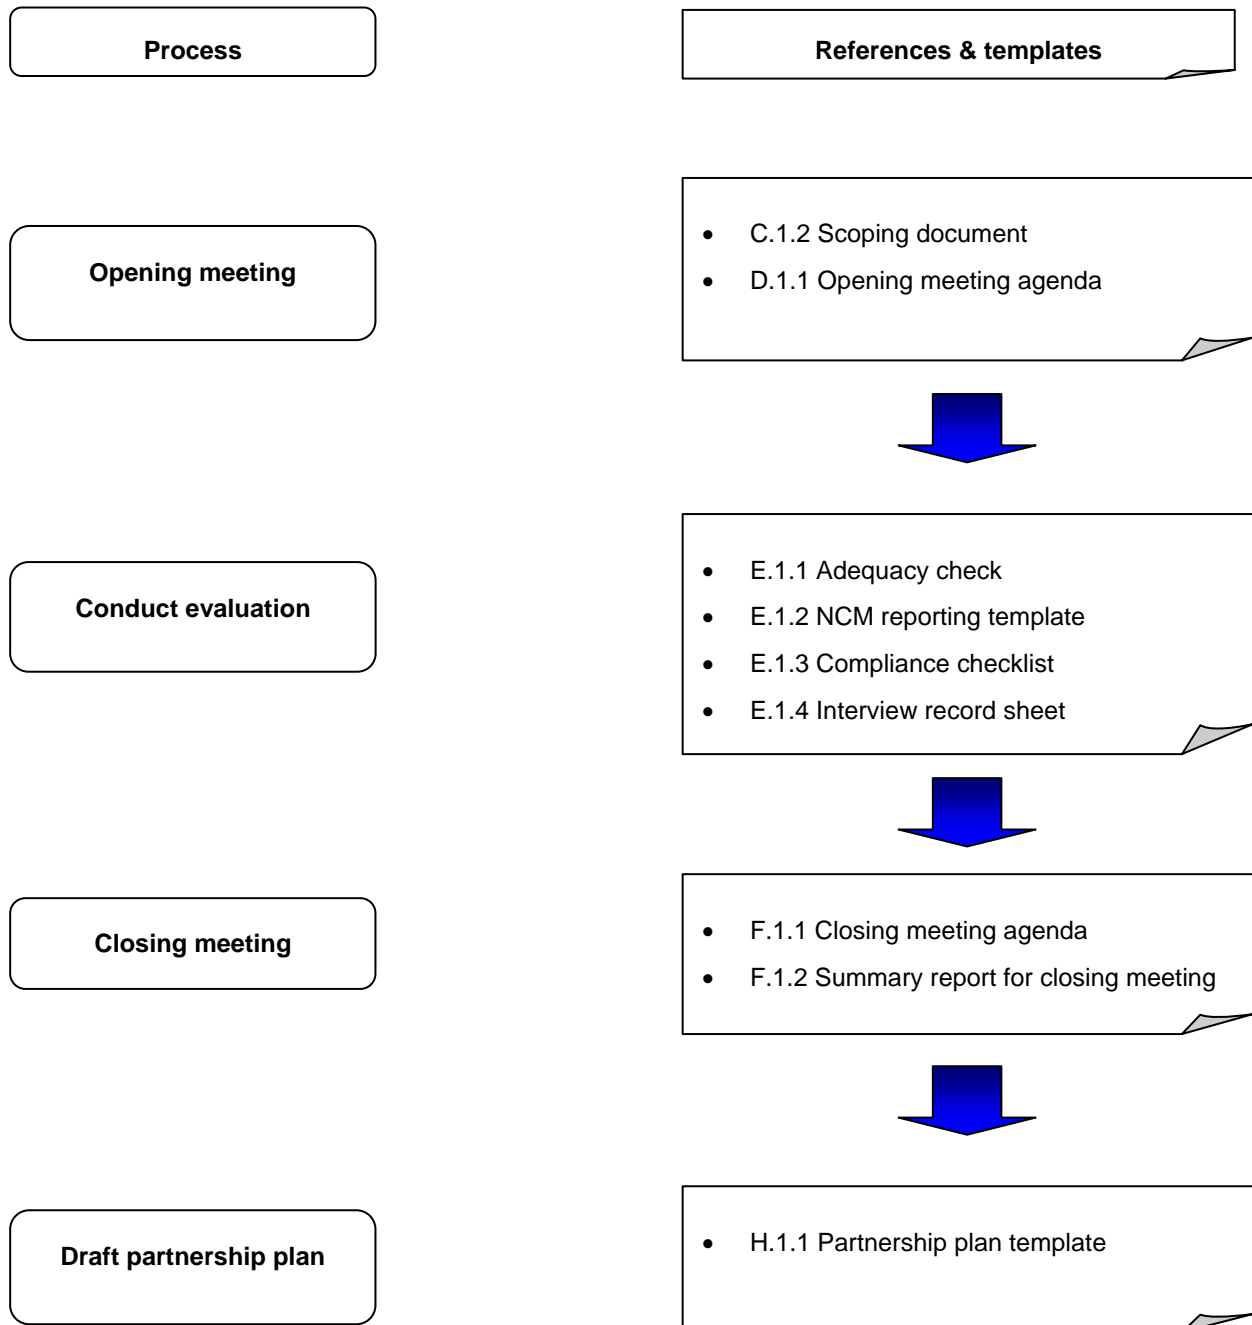 Process
References & templates
Opening meeting
• C.1.2 Scoping document
• D.1.1 Opening meeting agenda
Conduct evaluation
• E.1.1 Adequacy check
• E.1.2 NCM reporting template
• E.1.3 Compliance checklist
• E.1.4 Interview record sheet
Closing meeting
• F.1.1 Closing meeting agenda
• F.1.2 Summary report for closing meeting
Draft partnership plan
• H.1.1 Partnership plan template